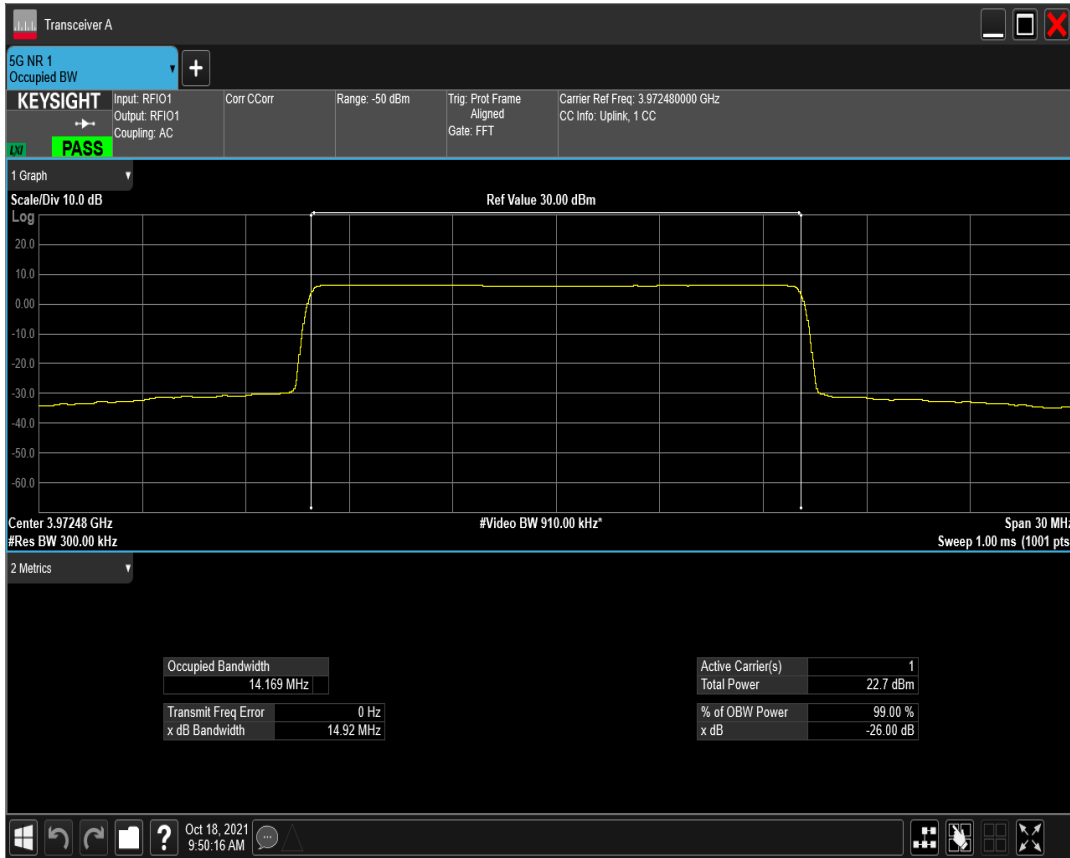 Transceiver A
5G NR 1
Occupied BW
KEYSIGHT
LXI
PASS
Input: RFIO1
Output: RFIO1
Coupling: AC
Corr CCorr
Range: -50 dBm
Trig: Prot Frame
Aligned
Gate: FFT
Carrier Ref Freq: 3.972480000 GHz
CC Info: Uplink, 1 CC
1 Graph
Scale/Div 10.0 dB
Ref Value 30.00 dBm
Log
20.0
10.0
0.00
-10.0
-20.0
-30.0
-40.0
-50.0
-60.0
Center 3.97248 GHz
#Video BW 910.00 kHz*
Span 30 MHz
#Res BW 300.00 kHz
Sweep 1.00 ms (1001 pts
2 Metrics
Occupied Bandwidth
14.169 MHz
Transmit Freq Error 0 Hz
x dB Bandwidth 14.92 MHz
Active Carrier(s) 1
Total Power 22.7 dBm
% of OBW Power 99.00 %
x dB -26.00 dB
?
Oct 18, 2021
9:50:16 AM